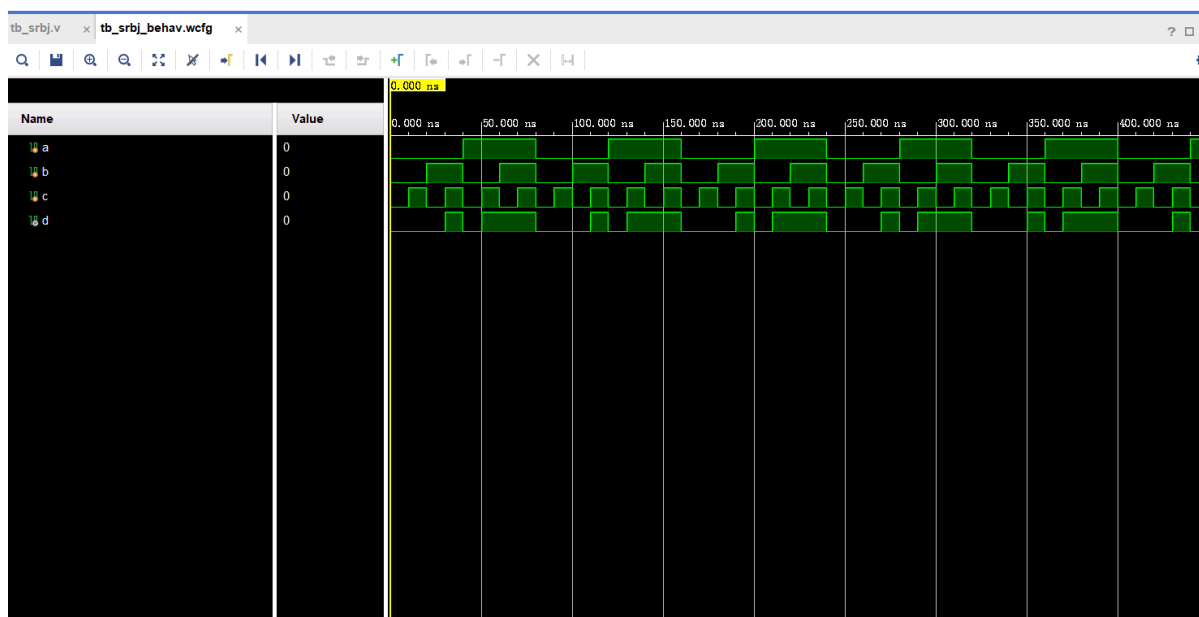 tb_srbj.v × tb_srbj_behav.wcfg ×
?
0.000 ns
Name Value
0.000 ns 50.000 ns 100.000 ns 150.000 ns 200.000 ns 250.000 ns 300.000 ns 350.000 ns 400.000 ns
a 0
b 0
c 0
d 0